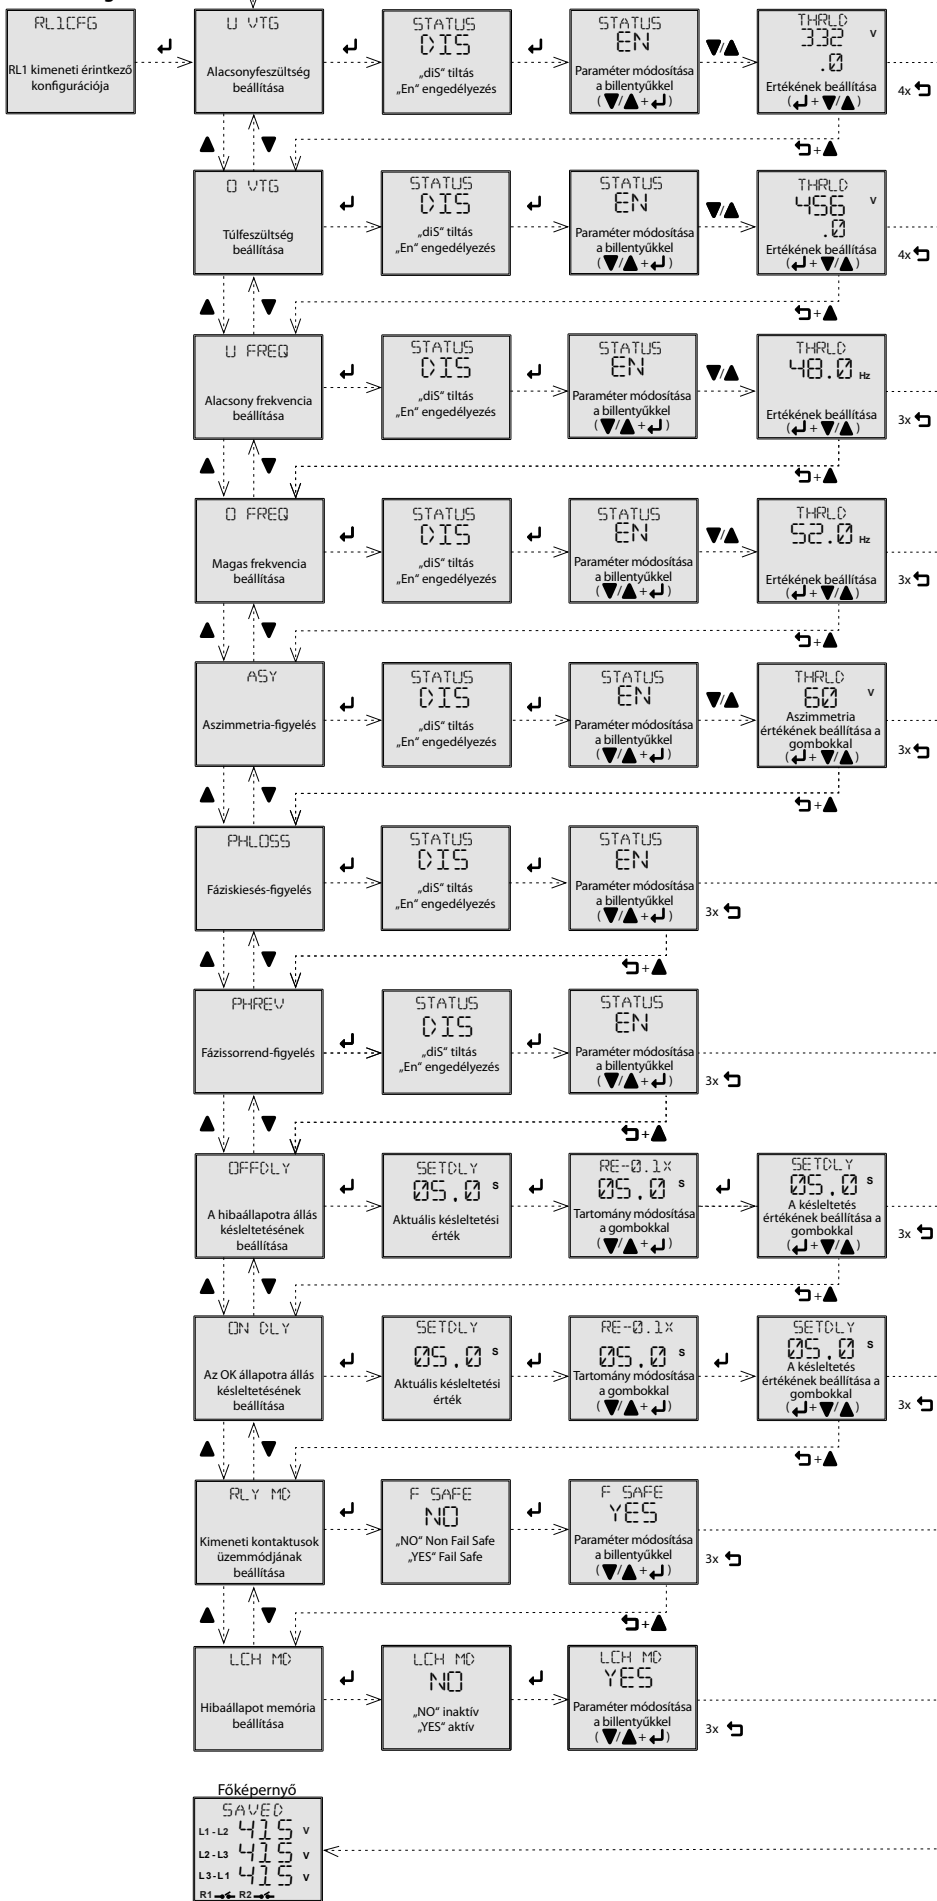 RL1CFG
RL1 kimeneti érintkező
konfigurációja
U VTG
Alacsonyfeszültség
beállítása
STATUS
DIS
„diS“ tiltás
„En“ engedélyezés
STATUS
EN
Paraméter módosítása
a billentyűkkel
(▼/▲+↵)
▼/▲
THRLD
332 V
.0
Ertékének beállítása
(↵+▼/▲)
4x ⮌
▲ ▼
⮌+▲
O VTG
Túlfeszültség
beállítása
STATUS
DIS
„diS“ tiltás
„En“ engedélyezés
STATUS
EN
Paraméter módosítása
a billentyűkkel
(▼/▲+↵)
▼/▲
THRLD
456 V
.0
Ertékének beállítása
(↵+▼/▲)
4x ⮌
▲ ▼
⮌+▲
U FREQ
Alacsony frekvencia
beállítása
STATUS
DIS
„diS“ tiltás
„En“ engedélyezés
STATUS
EN
Paraméter módosítása
a billentyűkkel
(▼/▲+↵)
▼/▲
THRLD
48.0 Hz
Ertékének beállítása
(↵+▼/▲)
3x ⮌
▲ ▼
⮌+▲
O FREQ
Magas frekvencia
beállítása
STATUS
DIS
„diS“ tiltás
„En“ engedélyezés
STATUS
EN
Paraméter módosítása
a billentyűkkel
(▼/▲+↵)
▼/▲
THRLD
52.0 Hz
Ertékének beállítása
(↵+▼/▲)
3x ⮌
▲ ▼
⮌+▲
ASY
Aszimmetria-figyelés
STATUS
DIS
„diS“ tiltás
„En“ engedélyezés
STATUS
EN
Paraméter módosítása
a billentyűkkel
(▼/▲+↵)
▼/▲
THRLD
60 V
Aszimmetria
értékének beállítása a
gombokkal
(↵+▼/▲)
3x ⮌
▲ ▼
⮌+▲
PHLOSS
Fáziskiesés-figyelés
STATUS
DIS
„diS“ tiltás
„En“ engedélyezés
STATUS
EN
Paraméter módosítása
a billentyűkkel
(▼/▲+↵)
3x ⮌
▲ ▼
⮌+▲
PHREV
Fázissorrend-figyelés
STATUS
DIS
„diS“ tiltás
„En“ engedélyezés
STATUS
EN
Paraméter módosítása
a billentyűkkel
(▼/▲+↵)
3x ⮌
▲ ▼
⮌+▲
OFFDLY
A hibaállapotra állás
késleltetésének
beállítása
SETDLY
05.0 s
Aktuális késleltetési
érték
RE-0.1X
05.0 s
Tartomány módosítása
a gombokkal
(▼/▲+↵)
SETDLY
05.0 s
A késleltetés
értékének beállítása a
gombokkal
(↵+▼/▲)
3x ⮌
▲ ▼
⮌+▲
ON DLY
Az OK állapotra állás
késleltetésének
beállítása
SETDLY
05.0 s
Aktuális késleltetési
érték
RE-0.1X
05.0 s
Tartomány módosítása
a gombokkal
(▼/▲+↵)
SETDLY
05.0 s
A késleltetés
értékének beállítása a
gombokkal
(↵+▼/▲)
3x ⮌
▲ ▼
⮌+▲
RLY MD
Kimeneti kontaktusok
üzemmódjának
beállítása
F SAFE
NO
„NO“ Non Fail Safe
„YES“ Fail Safe
F SAFE
YES
Paraméter módosítása
a billentyűkkel
(▼/▲+↵)
3x ⮌
▲ ▼
⮌+▲
LCH MD
Hibaállapot memória
beállítása
LCH MD
NO
„NO“ inaktív
„YES“ aktív
LCH MD
YES
Paraméter módosítása
a billentyűkkel
(▼/▲+↵)
3x ⮌
Főképernyő
SAVED
L1-L2 415 V
L2-L3 415 V
L3-L1 415 V
R1 R2